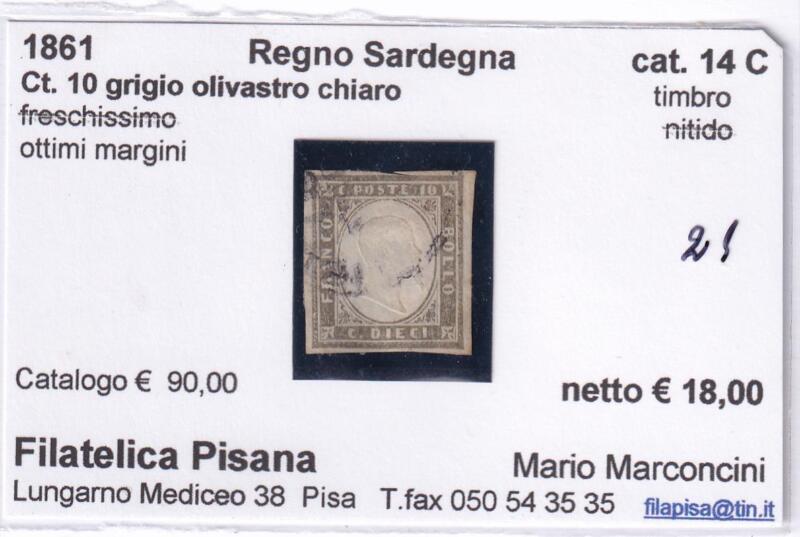 1861 Regno Sardegna cat. 14 C
Ct. 10 grigio olivastro chiaro timbro
freschissimo nitido
ottimi margini
C. POSTE 10
FRANCO BOLLO
C. DIECI
Catalogo € 90,00 netto € 18,00
Filatelica Pisana Mario Marconcini
Lungarno Mediceo 38 Pisa T.fax 050 54 35 35 filapisa@tin.it